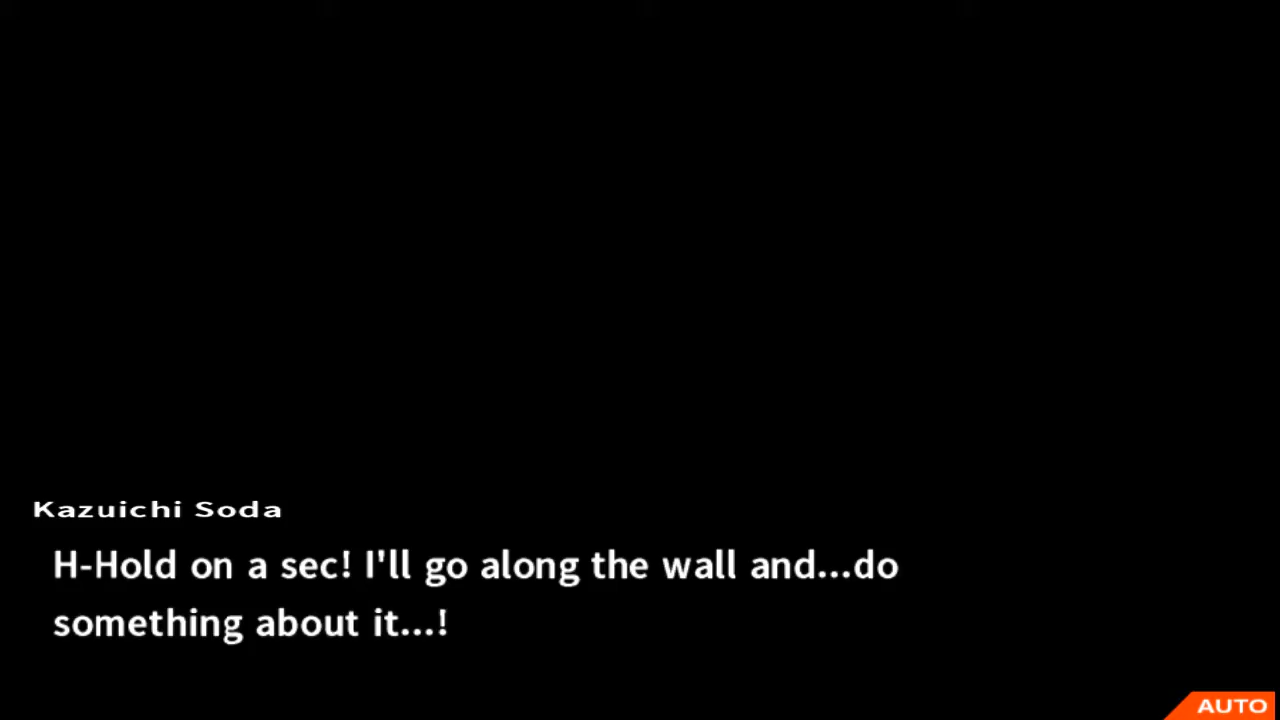 Kazuichi Soda
H-Hold on a sec! I'll go along the wall and...do
something about it...!
AUTO